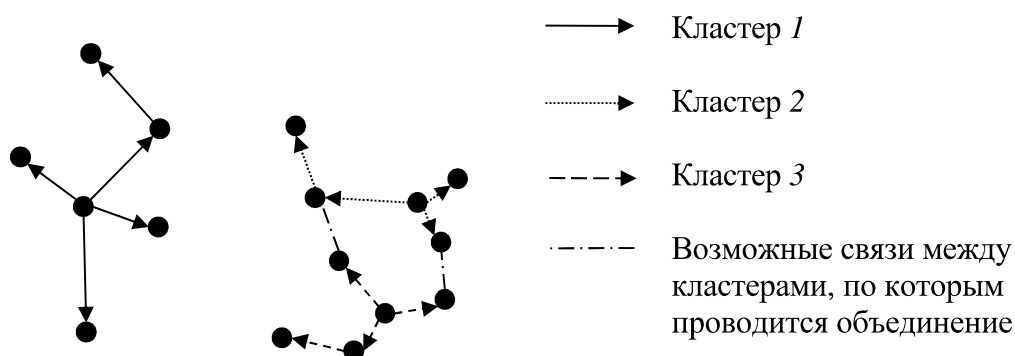 Кластер 1
Кластер 2
Кластер 3
Возможные связи между
кластерами, по которым
проводится объединение